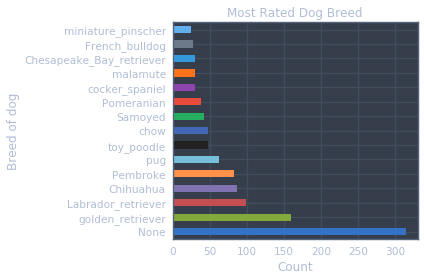 Most Rated Dog Breed
Breed of dog
miniature_pinscher
French_bulldog
Chesapeake_Bay_retriever
malamute
cocker_spaniel
Pomeranian
Samoyed
chow
toy_poodle
pug
Pembroke
Chihuahua
Labrador_retriever
golden_retriever
None
0 50 100 150 200 250 300
Count